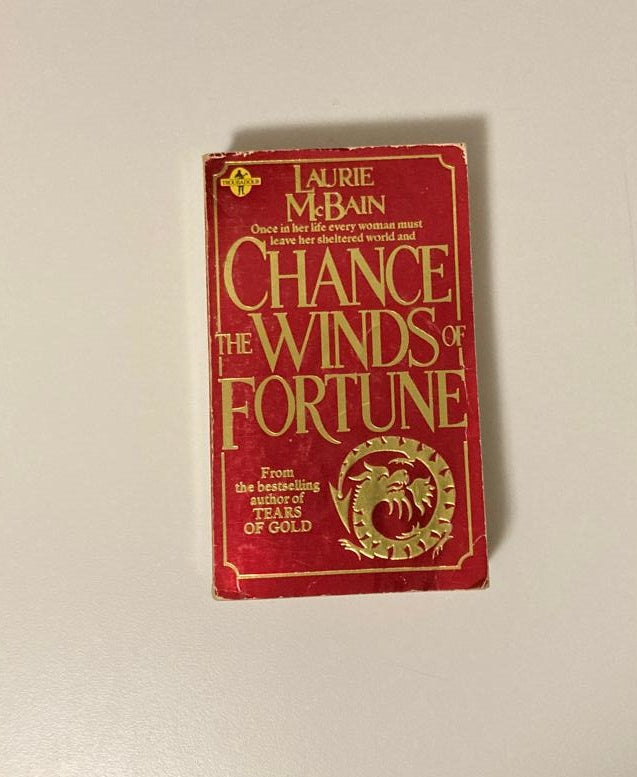 TROUBADOUR
LAURIE
McBAIN
Once in her life every woman must
leave her sheltered world and
CHANCE
THE WINDS OF
FORTUNE
From
the bestselling
author of
TEARS
OF GOLD